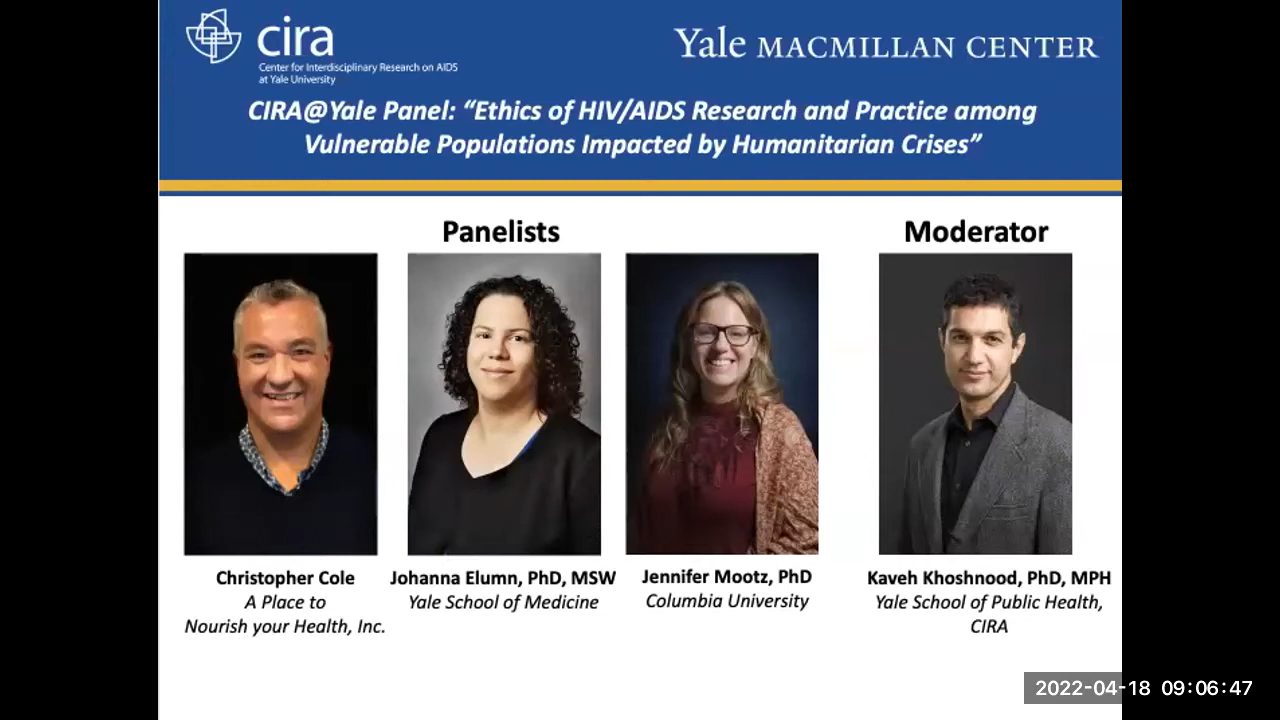 cira
Center for Interdisciplinary Research on AIDS
at Yale University
Yale MACMILLAN CENTER
CIRA@Yale Panel: “Ethics of HIV/AIDS Research and Practice among
Vulnerable Populations Impacted by Humanitarian Crises”
Panelists
Moderator
Christopher Cole
A Place to
Nourish your Health, Inc.
Johanna Elumn, PhD, MSW
Yale School of Medicine
Jennifer Mootz, PhD
Columbia University
Kaveh Khoshnood, PhD, MPH
Yale School of Public Health,
CIRA
2022-04-18 09:06:47